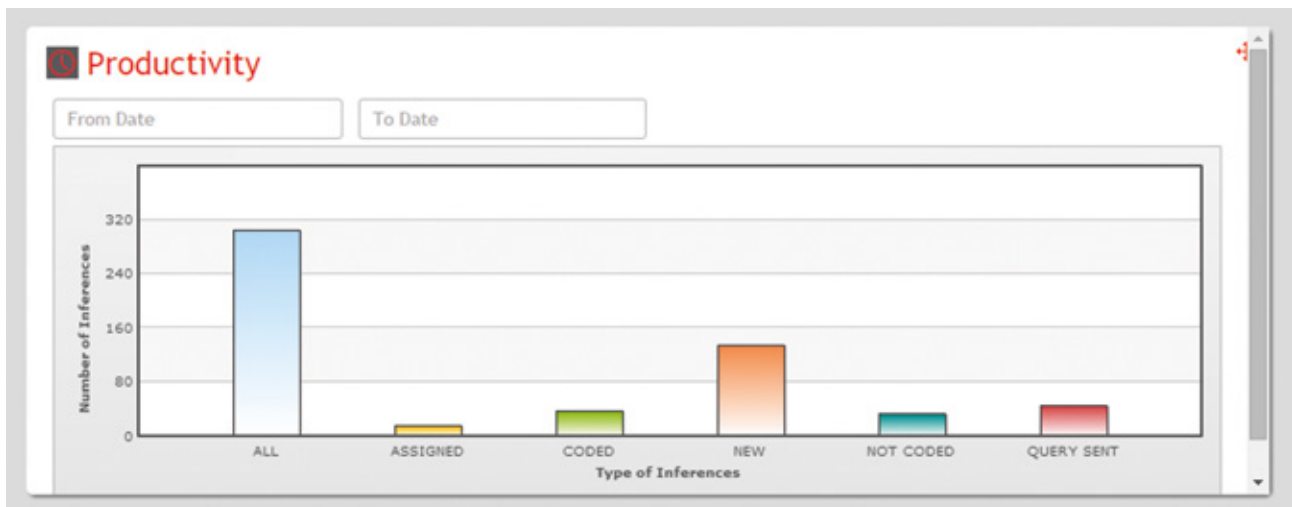 Productivity
From Date
To Date
Number of Inferences
320
240
160
80
0
ALL
ASSIGNED
CODED
NEW
NOT CODED
QUERY SENT
Type of Inferences